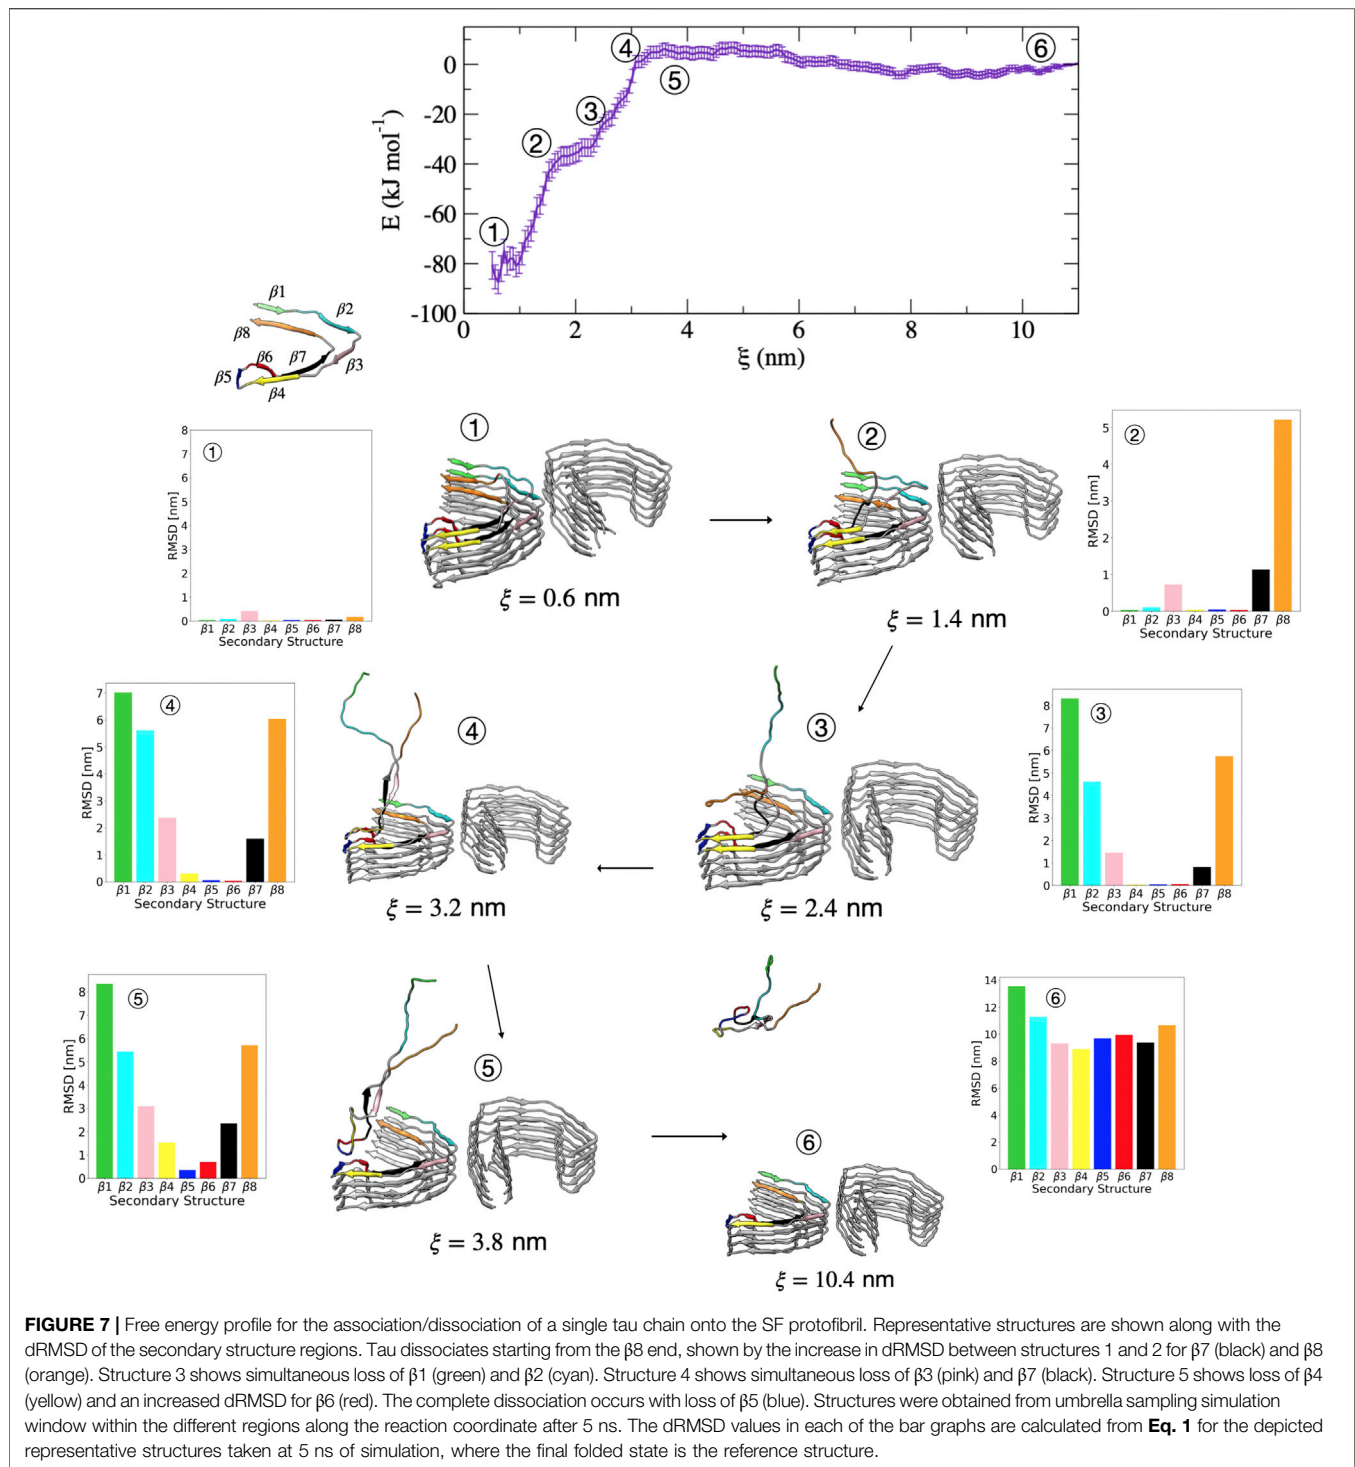 0
-20
-40
-60
-80
-100
E (kJ mol⁻¹)
0 2 4 6 8 10
ξ (nm)
① ② ③ ④ ⑤ ⑥
β1
β2
β8
β3
β6
β7
β5
β4
①
8
7
6
5
4
3
2
1
0
RMSD [nm]
β1 β2 β3 β4 β5 β6 β7 β8
Secondary Structure
①
ξ = 0.6 nm
②
ξ = 1.4 nm
②
5
4
3
2
1
0
RMSD [nm]
β1 β2 β3 β4 β5 β6 β7 β8
Secondary Structure
④
7
6
5
4
3
2
1
0
RMSD [nm]
β1 β2 β3 β4 β5 β6 β7 β8
Secondary Structure
④
ξ = 3.2 nm
③
ξ = 2.4 nm
③
8
7
6
5
4
3
2
1
0
RMSD [nm]
β1 β2 β3 β4 β5 β6 β7 β8
Secondary Structure
⑤
8
7
6
5
4
3
2
1
0
RMSD [nm]
β1 β2 β3 β4 β5 β6 β7 β8
Secondary Structure
⑤
ξ = 3.8 nm
⑥
ξ = 10.4 nm
⑥
14
12
10
8
6
4
2
0
RMSD [nm]
β1 β2 β3 β4 β5 β6 β7 β8
Secondary Structure
FIGURE 7 | Free energy profile for the association/dissociation of a single tau chain onto the SF protofibril. Representative structures are shown along with the
dRMSD of the secondary structure regions. Tau dissociates starting from the β8 end, shown by the increase in dRMSD between structures 1 and 2 for β7 (black) and β8
(orange). Structure 3 shows simultaneous loss of β1 (green) and β2 (cyan). Structure 4 shows simultaneous loss of β3 (pink) and β7 (black). Structure 5 shows loss of β4
(yellow) and an increased dRMSD for β6 (red). The complete dissociation occurs with loss of β5 (blue). Structures were obtained from umbrella sampling simulation
window within the different regions along the reaction coordinate after 5 ns. The dRMSD values in each of the bar graphs are calculated from Eq. 1 for the depicted
representative structures taken at 5 ns of simulation, where the final folded state is the reference structure.